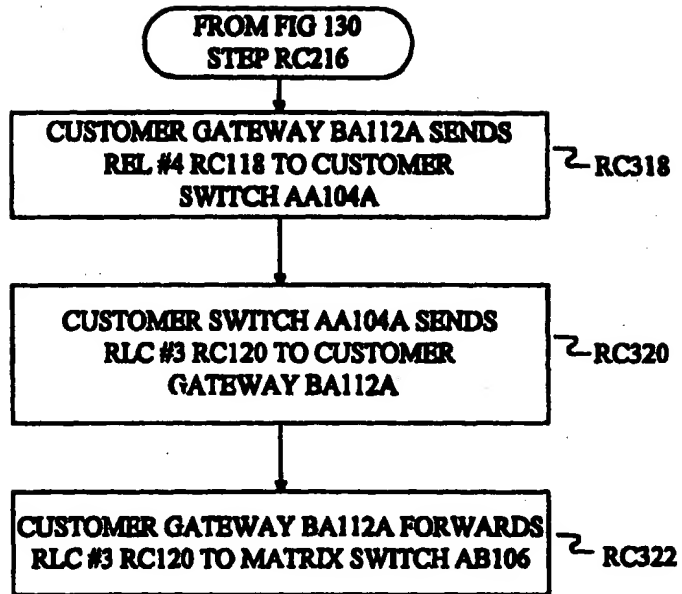 FROM FIG 130
STEP RC216
CUSTOMER GATEWAY BA112A SENDS
REL #4 RC118 TO CUSTOMER
SWITCH AA104A
RC318
CUSTOMER SWITCH AA104A SENDS
RLC #3 RC120 TO CUSTOMER
GATEWAY BA112A
RC320
CUSTOMER GATEWAY BA112A FORWARDS
RLC #3 RC120 TO MATRIX SWITCH AB106
RC322